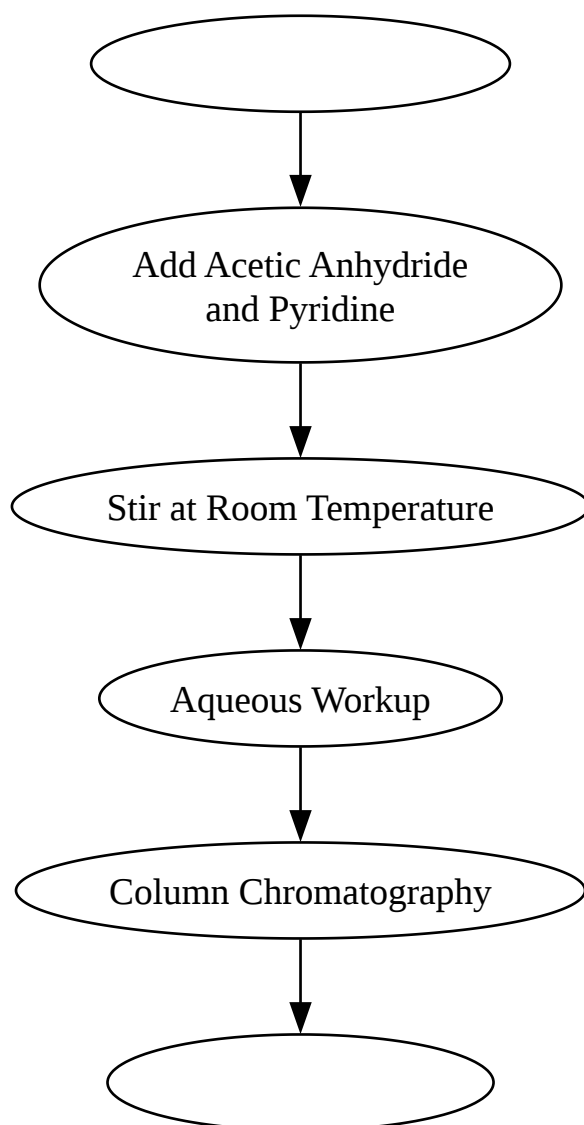 Add Acetic Anhydride
and Pyridine
Stir at Room Temperature
Aqueous Workup
Column Chromatography